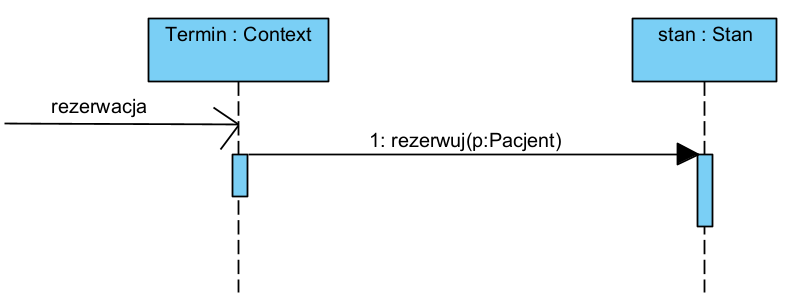 Termin : Context
stan : Stan
rezerwacja
1: rezerwuj(p:Pacjent)